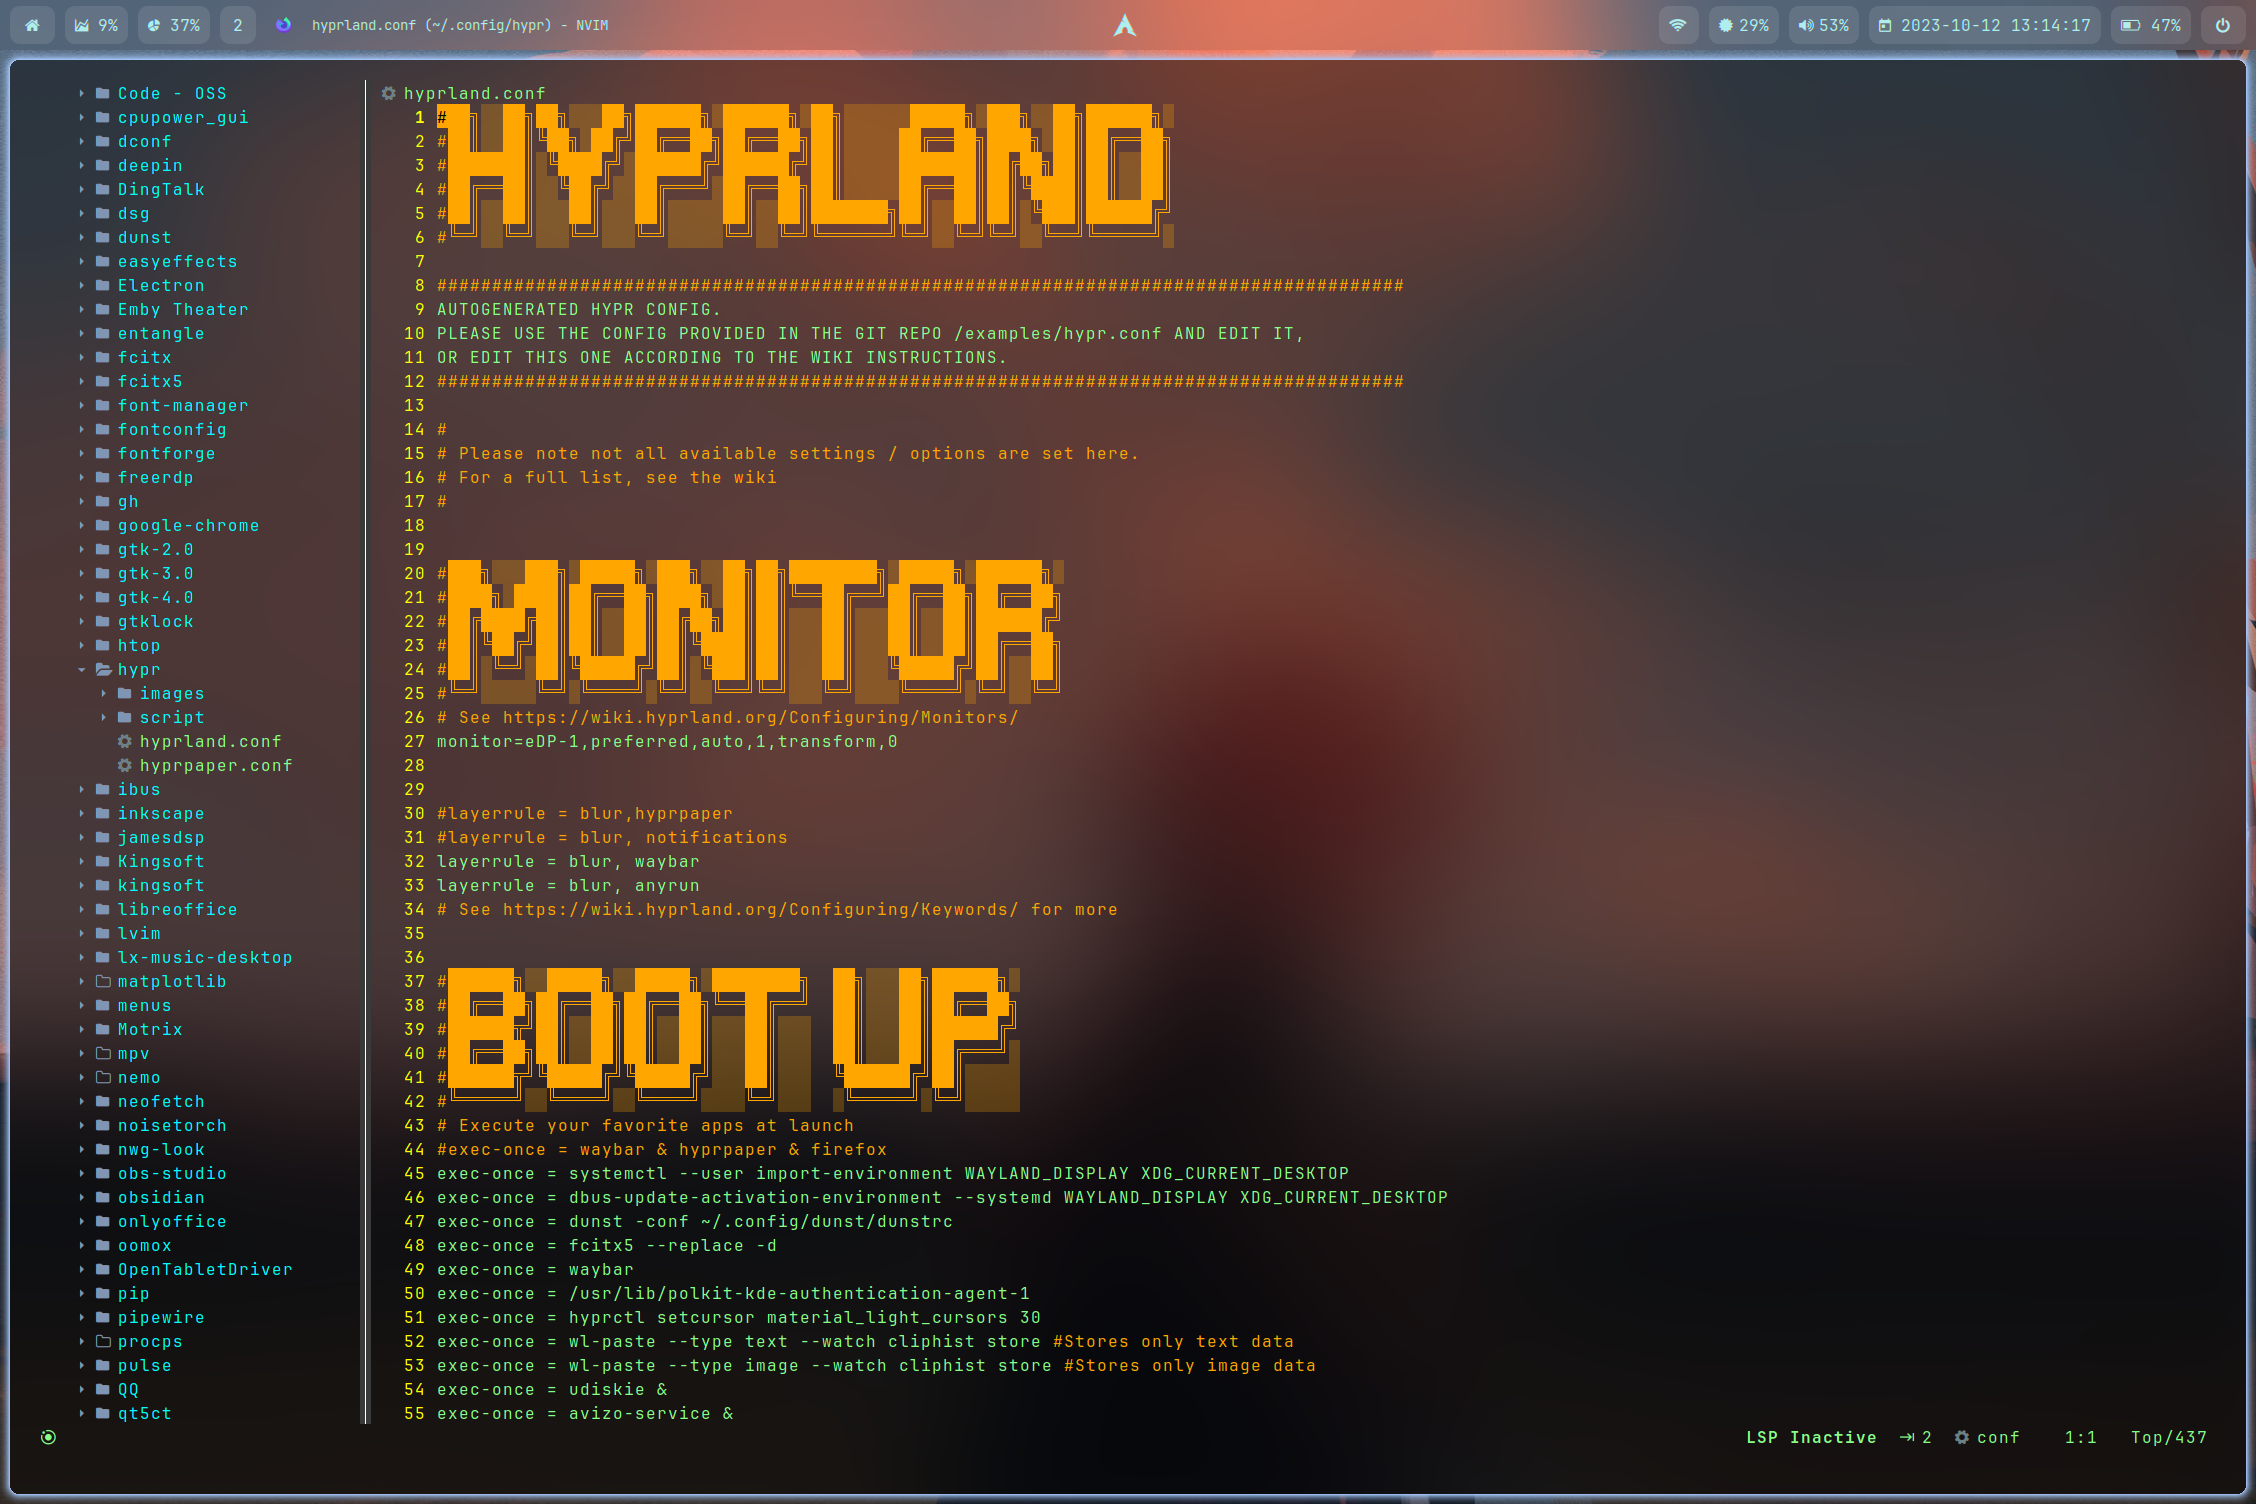 9%
37%
2
hyprland.conf (~/.config/hypr) - NVIM
29%
53%
2023-10-12 13:14:17
47%
Code - OSS
cpupower_gui
dconf
deepin
DingTalk
dsg
dunst
easyeffects
Electron
Emby Theater
entangle
fcitx
fcitx5
font-manager
fontconfig
fontforge
freerdp
gh
google-chrome
gtk-2.0
gtk-3.0
gtk-4.0
gtklock
htop
hypr
images
script
hyprland.conf
hyprpaper.conf
ibus
inkscape
jamesdsp
Kingsoft
kingsoft
libreoffice
lvim
lx-music-desktop
matplotlib
menus
Motrix
mpv
nemo
neofetch
noisetorch
nwg-look
obs-studio
obsidian
onlyoffice
oomox
OpenTabletDriver
pip
pipewire
procps
pulse
QQ
qt5ct
hyprland.conf
1 #
2 #
3 #
4 #
5 #
6 #
HYPRLAND
7
8 ########################################################################################
9 AUTOGENERATED HYPR CONFIG.
10 PLEASE USE THE CONFIG PROVIDED IN THE GIT REPO /examples/hypr.conf AND EDIT IT,
11 OR EDIT THIS ONE ACCORDING TO THE WIKI INSTRUCTIONS.
12 ########################################################################################
13
14 #
15 # Please note not all available settings / options are set here.
16 # For a full list, see the wiki
17 #
18
19
20 #
21 #
22 #
23 #
24 #
25 #
MONITOR
26 # See https://wiki.hyprland.org/Configuring/Monitors/
27 monitor=eDP-1,preferred,auto,1,transform,0
28
29
30 #layerrule = blur,hyprpaper
31 #layerrule = blur, notifications
32 layerrule = blur, waybar
33 layerrule = blur, anyrun
34 # See https://wiki.hyprland.org/Configuring/Keywords/ for more
35
36
37 #
38 #
39 #
40 #
41 #
42 #
BOOT UP
43 # Execute your favorite apps at launch
44 #exec-once = waybar & hyprpaper & firefox
45 exec-once = systemctl --user import-environment WAYLAND_DISPLAY XDG_CURRENT_DESKTOP
46 exec-once = dbus-update-activation-environment --systemd WAYLAND_DISPLAY XDG_CURRENT_DESKTOP
47 exec-once = dunst -conf ~/.config/dunst/dunstrc
48 exec-once = fcitx5 --replace -d
49 exec-once = waybar
50 exec-once = /usr/lib/polkit-kde-authentication-agent-1
51 exec-once = hyprctl setcursor material_light_cursors 30
52 exec-once = wl-paste --type text --watch cliphist store #Stores only text data
53 exec-once = wl-paste --type image --watch cliphist store #Stores only image data
54 exec-once = udiskie &
55 exec-once = avizo-service &
LSP Inactive 2 conf 1:1 Top/437